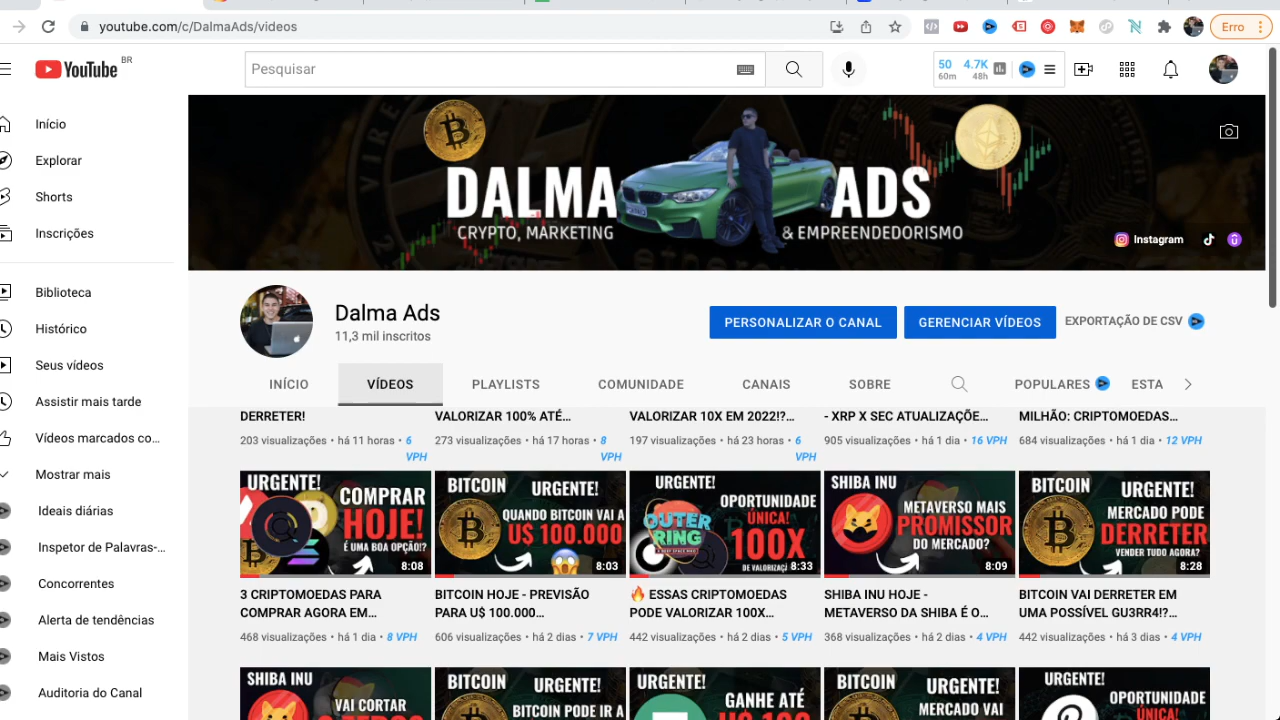 youtube.com/c/DalmaAds/videos
Erro
YouTube BR
Pesquisar
50 4.7K
60m 48h
Início
Explorar
Shorts
Inscrições
Biblioteca
Histórico
Seus vídeos
Assistir mais tarde
Vídeos marcados co...
Mostrar mais
Ideais diárias
Inspetor de Palavras-...
Concorrentes
Alerta de tendências
Mais Vistos
Auditoria do Canal
DALMA ADS
CRYPTO, MARKETING & EMPREENDEDORISMO
Instagram
Dalma Ads
11,3 mil inscritos
PERSONALIZAR O CANAL
GERENCIAR VÍDEOS
EXPORTAÇÃO DE CSV
INÍCIO VÍDEOS PLAYLISTS COMUNIDADE CANAIS SOBRE POPULARES ESTA
DERRETER!
203 visualizações • há 11 horas • 6 VPH
VALORIZAR 100% ATÉ...
273 visualizações • há 17 horas • 8 VPH
VALORIZAR 10X EM 2022!?...
197 visualizações • há 23 horas • 6 VPH
- XRP X SEC ATUALIZAÇÕE...
905 visualizações • há 1 dia • 16 VPH
MILHÃO: CRIPTOMOEDAS...
684 visualizações • há 1 dia • 12 VPH
URGENTE!
COMPRAR
HOJE!
É UMA BOA OPÇÃO!?
8:08
3 CRIPTOMOEDAS PARA
COMPRAR AGORA EM...
468 visualizações • há 1 dia • 8 VPH
BITCOIN URGENTE!
QUANDO BITCOIN VAI A
U$ 100.000
8:03
BITCOIN HOJE - PREVISÃO
PARA U$ 100.000...
606 visualizações • há 2 dias • 7 VPH
URGENTE!
OUTER
RING
OPORTUNIDADE
ÚNICA!
100X
DE VALORIZAÇÃ
8:33
🔥 ESSAS CRIPTOMOEDAS
PODE VALORIZAR 100X...
442 visualizações • há 2 dias • 5 VPH
SHIBA INU
METAVERSO MAIS
PROMISSOR
DO MERCADO?
8:09
SHIBA INU HOJE -
METAVERSO DA SHIBA É O...
368 visualizações • há 2 dias • 4 VPH
BITCOIN URGENTE!
MERCADO PODE
DERRETER
VENDER TUDO AGORA?
8:28
BITCOIN VAI DERRETER EM
UMA POSSÍVEL GU3RR4!?...
442 visualizações • há 3 dias • 4 VPH
SHIBA INU
VAI CORTAR
BITCOIN URGENTE!
BITCOIN PODE IR A
URGENTE!
GANHE ATÉ
BITCOIN URGENTE!
MERCADO VAI
URGENTE!
OPORTUNIDADE
ÚNICA!